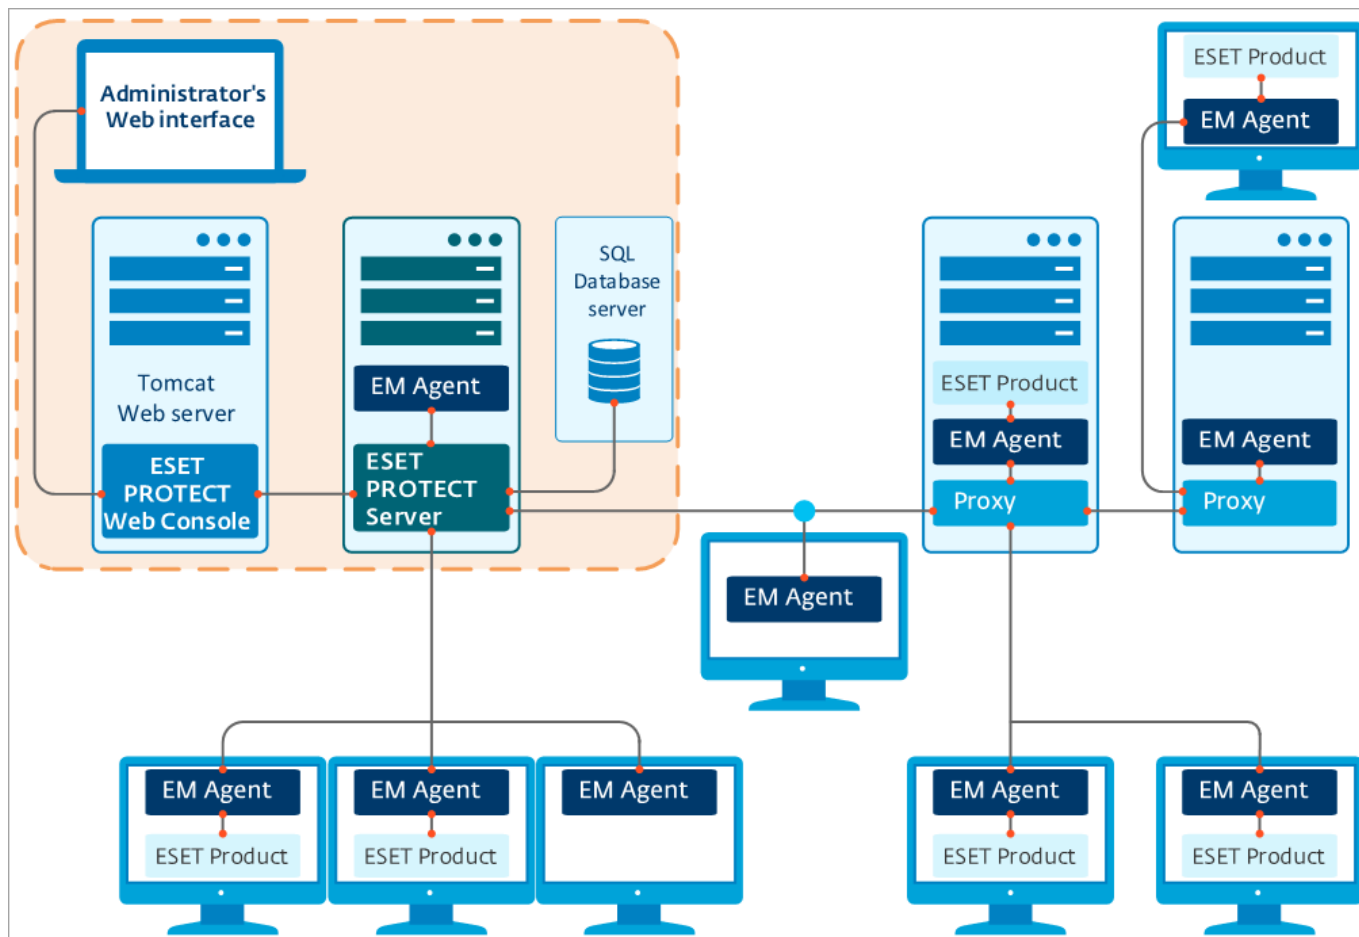 Administrator's
Web interface
ESET Product
EM Agent
SQL
Database
server
Tomcat
Web server
EM Agent
ESET
PROTECT
Web Console
ESET
PROTECT
Server
ESET Product
EM Agent
Proxy
EM Agent
Proxy
EM Agent
EM Agent
ESET Product
EM Agent
ESET Product
EM Agent
EM Agent
ESET Product
EM Agent
ESET Product